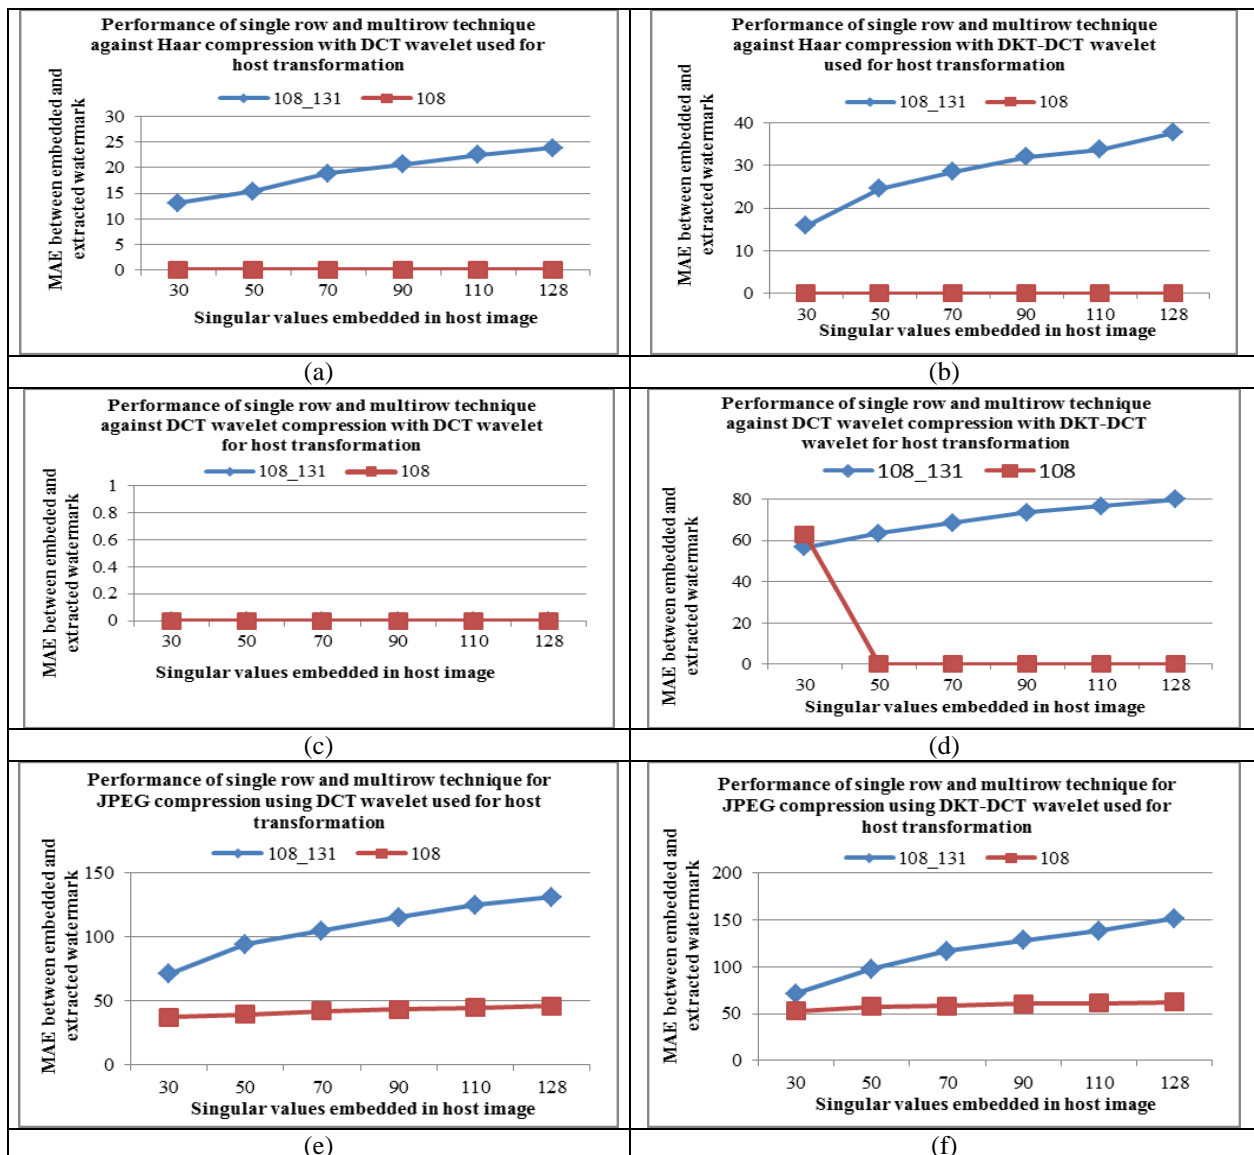 Performance of single row and multirow technique
against Haar compression with DCT wavelet used for
host transformation
108_131 108
MAE between embedded and
extracted watermark
30
25
20
15
10
5
0
30 50 70 90 110 128
Singular values embedded in host image
(a)
Performance of single row and multirow technique
against Haar compression with DKT-DCT wavelet
used for host transformation
108_131 108
MAE between embedded and
extracted watermark
40
30
20
10
0
30 50 70 90 110 128
Singular values embedded in host image
(b)
Performance of single row and multirow technique
against DCT wavelet compression with DCT wavelet
for host transformation
108_131 108
MAE between embeded and
extracted watermark
1
0.8
0.6
0.4
0.2
0
30 50 70 90 110 128
Singular values embedded in host image
(c)
Performance of single row and multirow technique
against DCT wavelet compression with DKT-DCT
wavelet for host transformation
108_131 108
MAE between embedded and
extracted watermark
80
60
40
20
0
30 50 70 90 110 128
Singular values embedded in host image
(d)
Performance of single row and multirow technique for
JPEG compression using DCT wavelet used for host
transformation
108_131 108
MAE between embedded and
extracted watermark
150
100
50
0
30 50 70 90 110 128
Singular values embedded in host image
(e)
Performance of single row and multirow technique for
JPEG compression using DKT-DCT wavelet used for
host transformation
108_131 108
MAE between embedded and
extracted watermark
200
150
100
50
0
30 50 70 90 110 128
Singular values embedded in host image
(f)